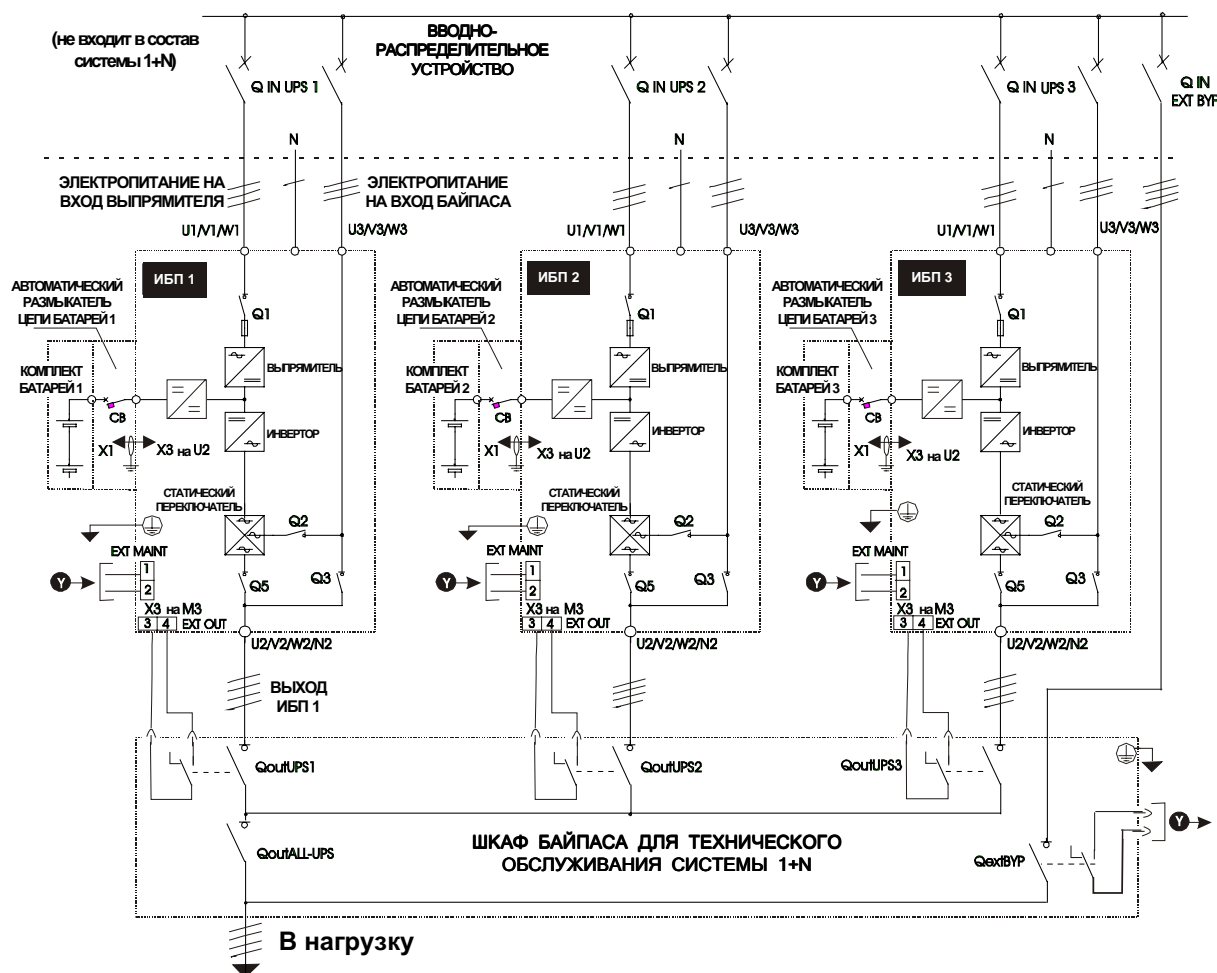 (не входит в состав
системы 1+N)
ВВОДНО-
РАСПРЕДЕЛИТЕЛЬНОЕ
УСТРОЙСТВО
Q IN UPS 1
Q IN UPS 2
Q IN UPS 3
Q IN
EXT BYP
N
N
N
ЭЛЕКТРОПИТАНИЕ НА
ВХОД ВЫПРЯМИТЕЛЯ
ЭЛЕКТРОПИТАНИЕ
НА ВХОД БАЙПАСА
U1/V1/W1
U3/V3/W3
U1/V1/W1
U3/V3/W3
U1/V1/W1
U3/V3/W3
ИБП 1
АВТОМАТИЧЕСКИЙ
РАЗМЫКАТЕЛЬ
ЦЕПИ БАТАРЕЙ 1
Q1
КОМПЛЕКТ
БАТАРЕЙ 1
ВЫПРЯМИТЕЛЬ
CB
ИНВЕРТОР
X1
X3 на U2
СТАТИЧЕСКИЙ
ПЕРЕКЛЮЧАТЕЛЬ
Q2
EXT MAINT
Y
1
2
Q5
Q3
X3 на M3
3 4 EXT OUT
U2/V2/W2/N2
ИБП 2
АВТОМАТИЧЕСКИЙ
РАЗМЫКАТЕЛЬ
ЦЕПИ БАТАРЕЙ 2
Q1
КОМПЛЕКТ
БАТАРЕЙ 2
ВЫПРЯМИТЕЛЬ
CB
ИНВЕРТОР
X1
X3 на U2
СТАТИЧЕСКИЙ
ПЕРЕКЛЮЧАТЕЛЬ
Q2
EXT MAINT
Y
1
2
Q5
Q3
X3 на M3
3 4 EXT OUT
U2/V2/W2/N2
ИБП 3
АВТОМАТИЧЕСКИЙ
РАЗМЫКАТЕЛЬ
ЦЕПИ БАТАРЕЙ 3
Q1
КОМПЛЕКТ
БАТАРЕЙ 3
ВЫПРЯМИТЕЛЬ
CB
ИНВЕРТОР
X1
X3 на U2
СТАТИЧЕСКИЙ
ПЕРЕКЛЮЧАТЕЛЬ
Q2
EXT MAINT
Y
1
2
Q5
Q3
X3 на M3
3 4 EXT OUT
U2/V2/W2/N2
ВЫХОД
ИБП 1
QoutUPS1
QoutUPS2
QoutUPS3
QoutALL-UPS
ШКАФ БАЙПАСА ДЛЯ ТЕХНИЧЕСКОГО
ОБСЛУЖИВАНИЯ СИСТЕМЫ 1+N
QextBYP
Y
В нагрузку